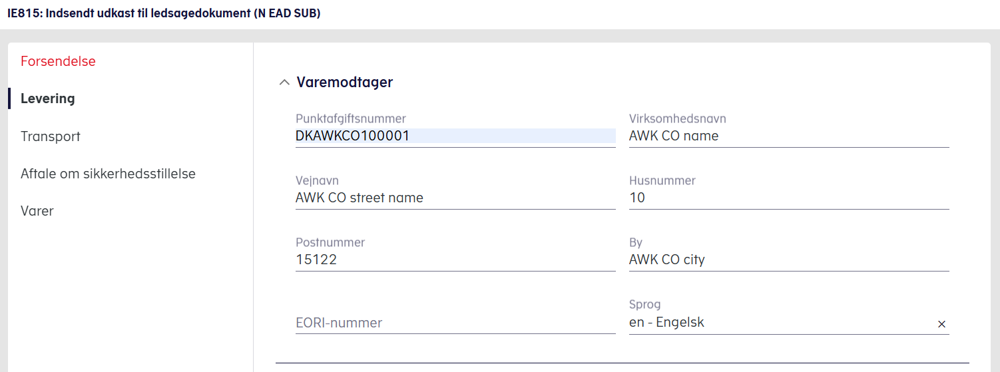 IE815: Indsendt udkast til ledsagedokument (N EAD SUB)
Forsendelse
Levering
Transport
Aftale om sikkerhedsstillelse
Varer
Varemodtager
Punktafgiftsnummer
DKAWKCO100001
Virksomhedsnavn
AWK CO name
Vejnavn
AWK CO street name
Husnummer
10
Postnummer
15122
By
AWK CO city
EORI-nummer
Sprog
en - Engelsk